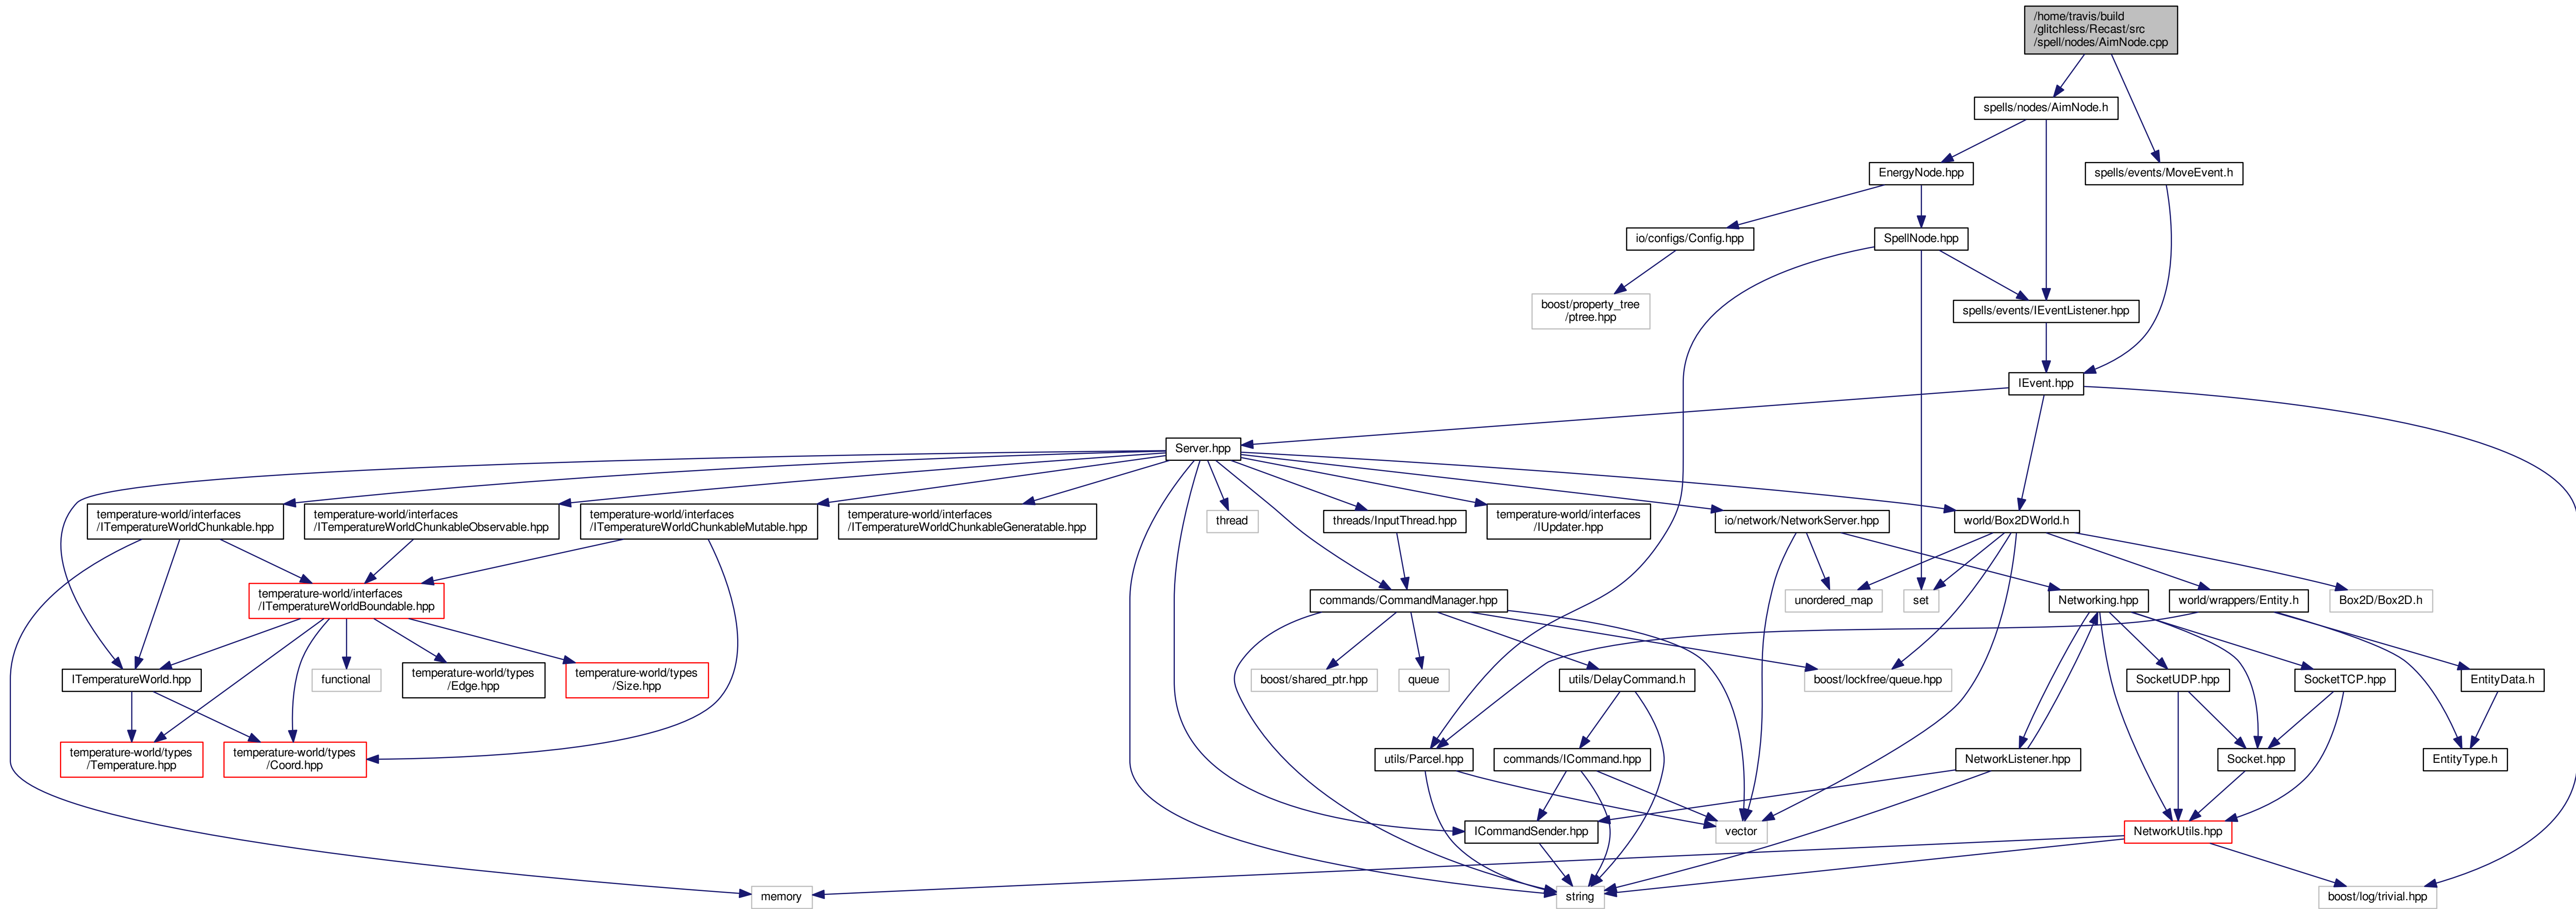 /home/travis/build
/glitchless/Recast/src
/spell/nodes/AimNode.cpp
spells/nodes/AimNode.h
EnergyNode.hpp
spells/events/MoveEvent.h
io/configs/Config.hpp
SpellNode.hpp
boost/property_tree
/ptree.hpp
spells/events/IEventListener.hpp
IEvent.hpp
Server.hpp
temperature-world/interfaces
/ITemperatureWorldChunkable.hpp
temperature-world/interfaces
/ITemperatureWorldChunkableObservable.hpp
temperature-world/interfaces
/ITemperatureWorldChunkableMutable.hpp
temperature-world/interfaces
/ITemperatureWorldChunkableGeneratable.hpp
thread
threads/InputThread.hpp
temperature-world/interfaces
/IUpdater.hpp
io/network/NetworkServer.hpp
world/Box2DWorld.h
temperature-world/interfaces
/ITemperatureWorldBoundable.hpp
commands/CommandManager.hpp
unordered_map
set
Networking.hpp
world/wrappers/Entity.h
Box2D/Box2D.h
ITemperatureWorld.hpp
functional
temperature-world/types
/Edge.hpp
temperature-world/types
/Size.hpp
boost/shared_ptr.hpp
queue
utils/DelayCommand.h
boost/lockfree/queue.hpp
SocketUDP.hpp
SocketTCP.hpp
EntityData.h
temperature-world/types
/Temperature.hpp
temperature-world/types
/Coord.hpp
utils/Parcel.hpp
commands/ICommand.hpp
NetworkListener.hpp
Socket.hpp
EntityType.h
ICommandSender.hpp
vector
NetworkUtils.hpp
memory
string
boost/log/trivial.hpp